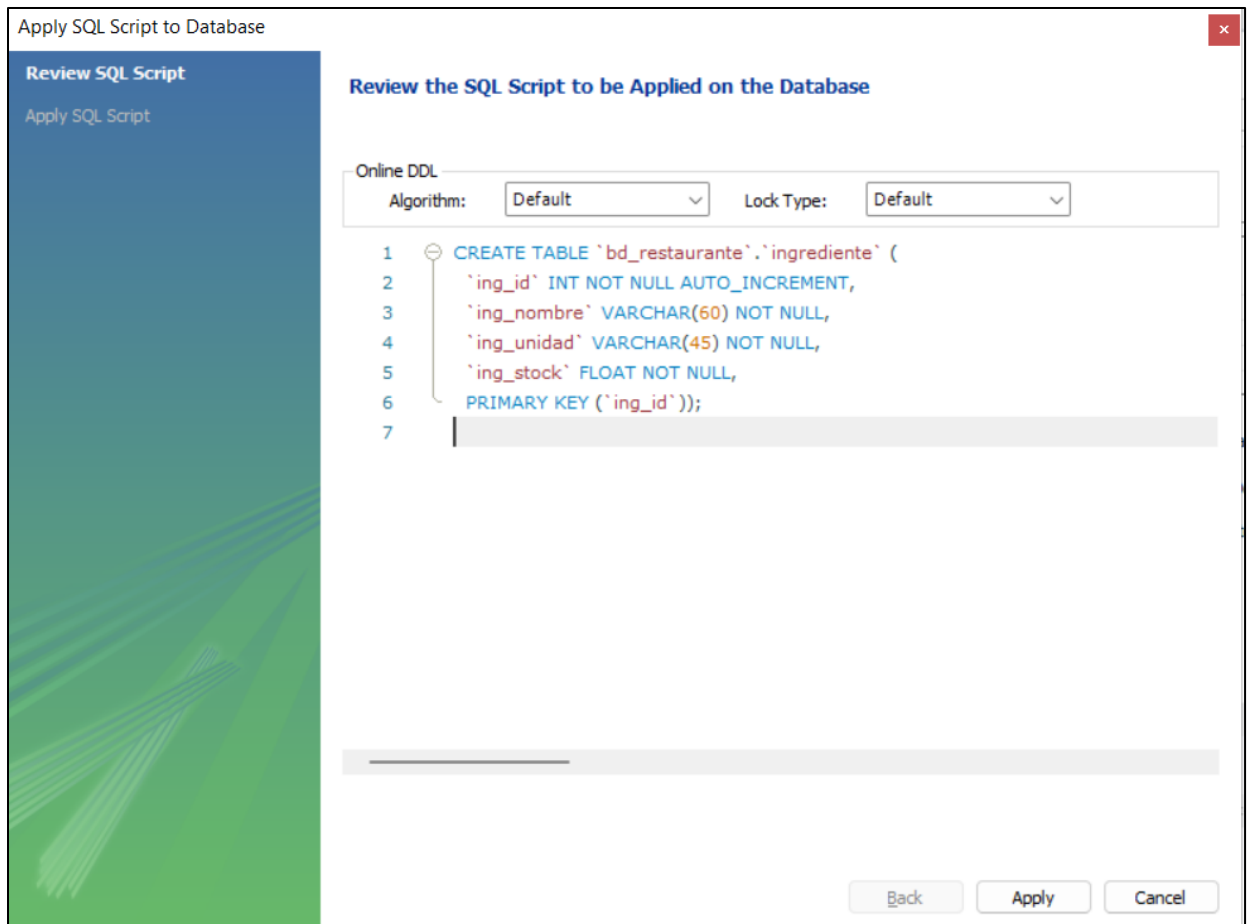 Apply SQL Script to Database
Review SQL Script
Apply SQL Script
Review the SQL Script to be Applied on the Database
Online DDL
Algorithm: Default Lock Type: Default
1 CREATE TABLE `bd_restaurante`.`ingrediente` (
2 `ing_id` INT NOT NULL AUTO_INCREMENT,
3 `ing_nombre` VARCHAR(60) NOT NULL,
4 `ing_unidad` VARCHAR(45) NOT NULL,
5 `ing_stock` FLOAT NOT NULL,
6 PRIMARY KEY (`ing_id`));
7
Back Apply Cancel